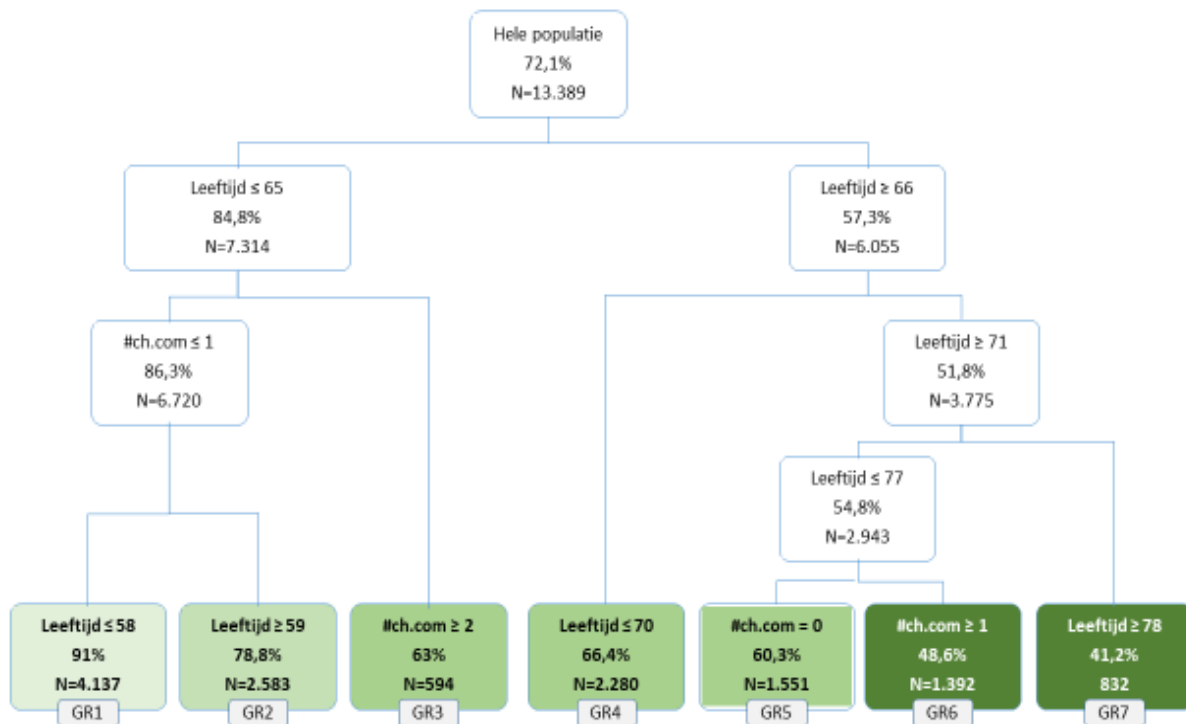 Hele populatie
72,1%
N=13.389
Leeftijd ≤ 65
84,8%
N=7.314
Leeftijd ≥ 66
57,3%
N=6.055
#ch.com ≤ 1
86,3%
N=6.720
Leeftijd ≥ 71
51,8%
N=3.775
Leeftijd ≤ 77
54,8%
N=2.943
Leeftijd ≤ 58
91%
N=4.137
GR1
Leeftijd ≥ 59
78,8%
N=2.583
GR2
#ch.com ≥ 2
63%
N=594
GR3
Leeftijd ≤ 70
66,4%
N=2.280
GR4
#ch.com = 0
60,3%
N=1.551
GR5
#ch.com ≥ 1
48,6%
N=1.392
GR6
Leeftijd ≥ 78
41,2%
832
GR7